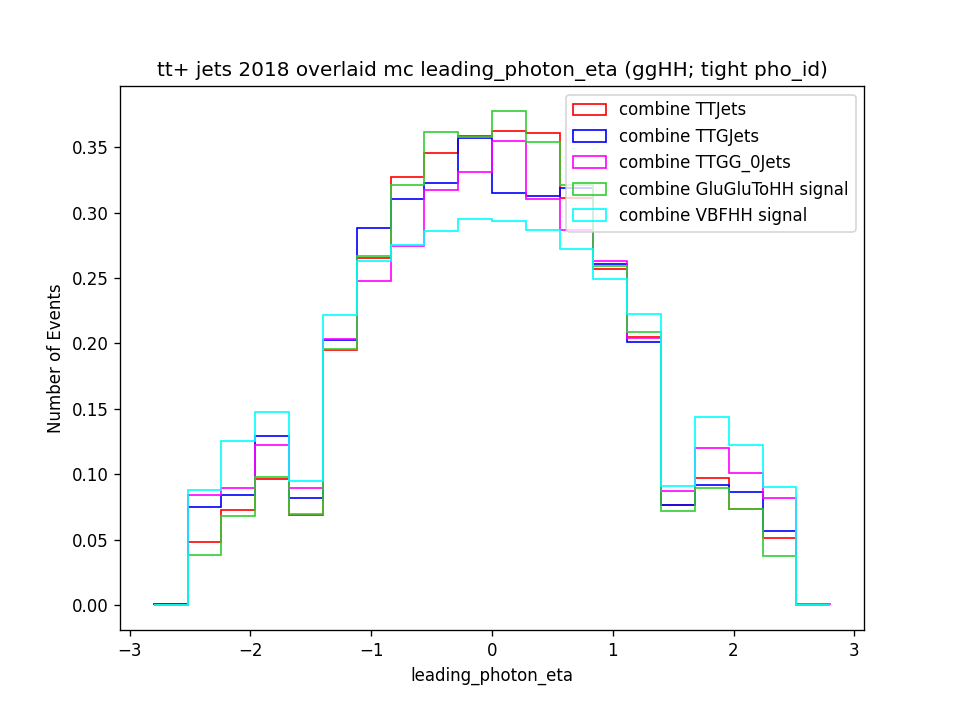 tt+ jets 2018 overlaid mc leading_photon_eta (ggHH; tight pho_id)
combine TTJets
combine TTGJets
combine TTGG_0Jets
combine GluGluToHH signal
combine VBFHH signal
Number of Events
0.35
0.30
0.25
0.20
0.15
0.10
0.05
0.00
−3
−2
−1
0
1
2
3
leading_photon_eta